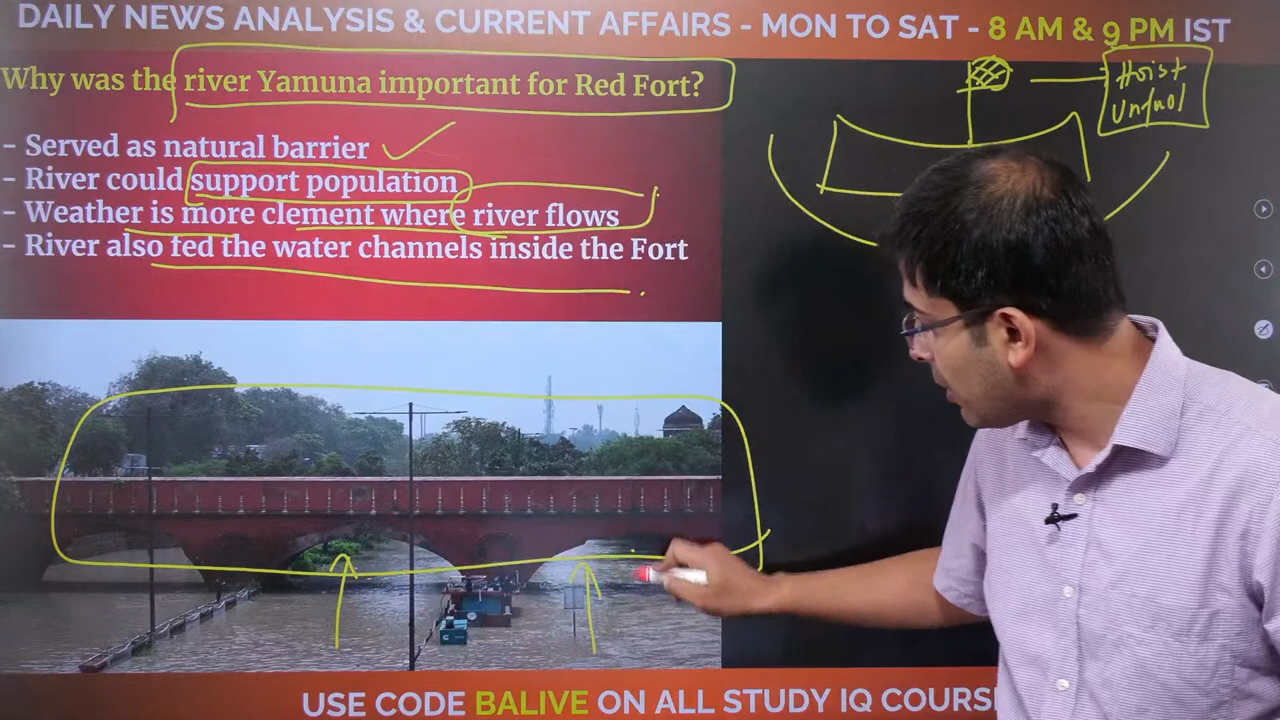 DAILY NEWS ANALYSIS & CURRENT AFFAIRS - MON TO SAT - 8 AM & 9 PM IST
Why was the river Yamuna important for Red Fort?
- Served as natural barrier
- River could support population
- Weather is more clement where river flows
- River also fed the water channels inside the Fort
Hoist
USE CODE BALIVE ON ALL STUDY IQ COURSE